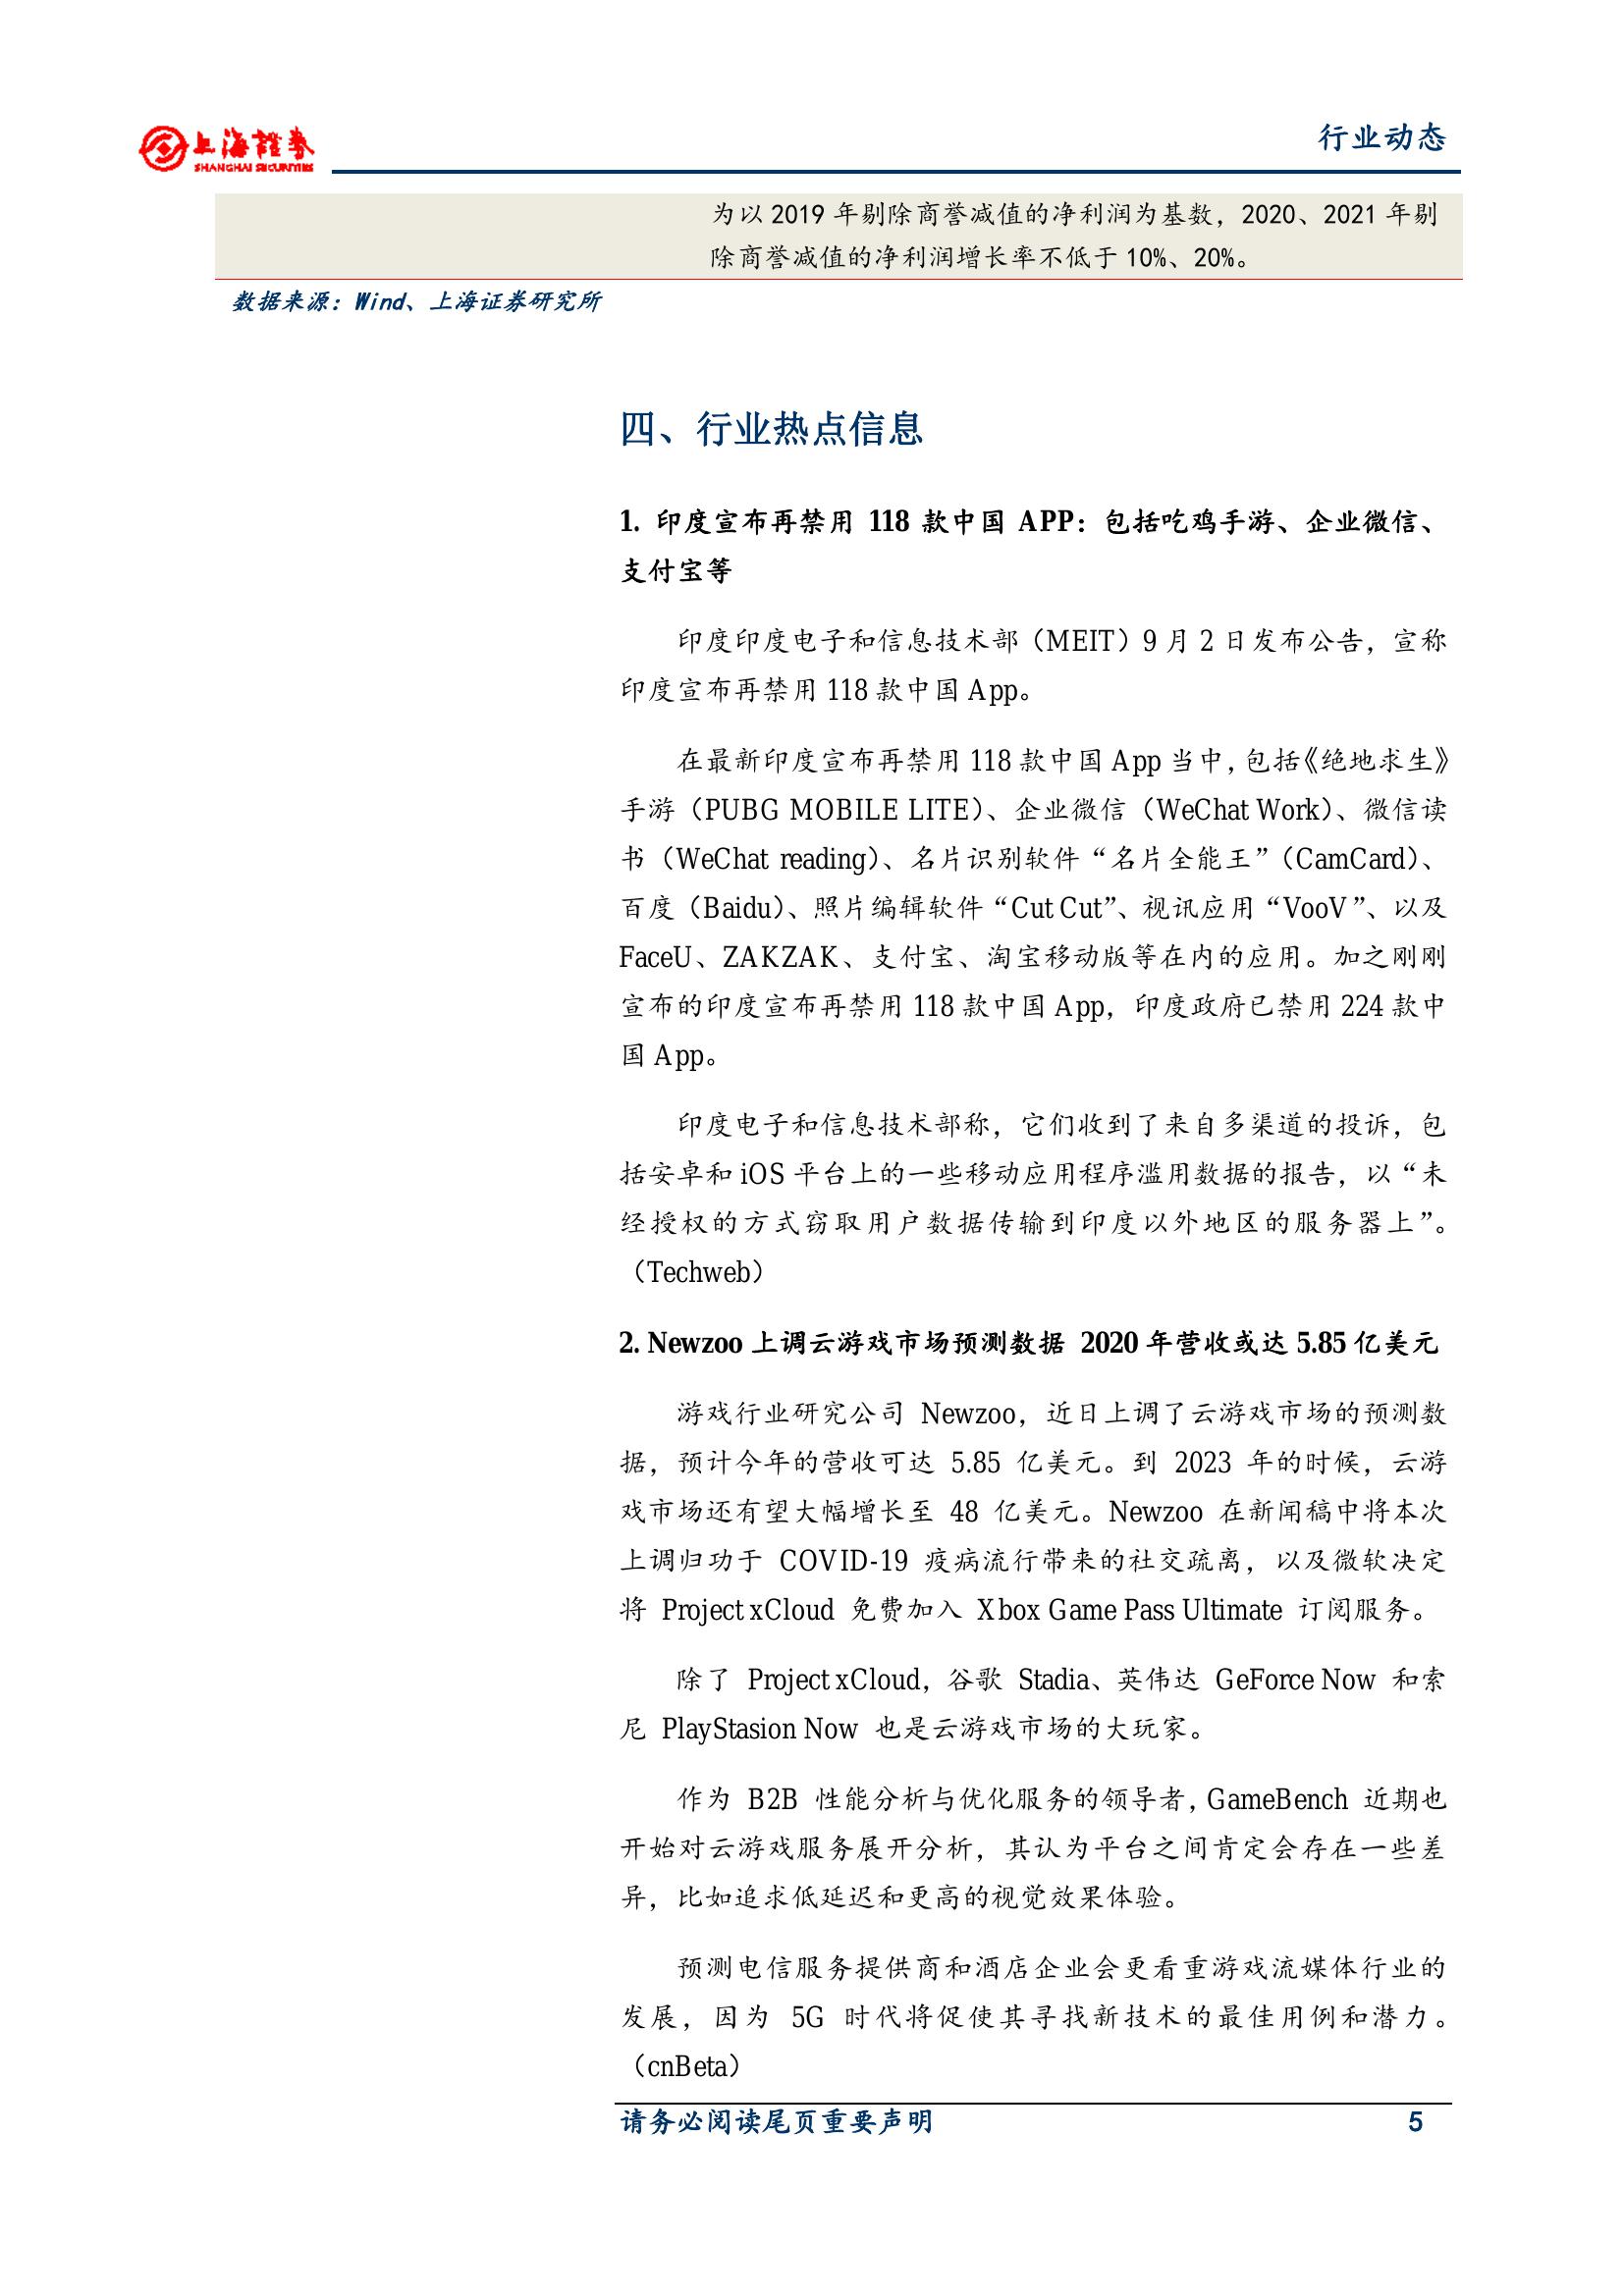 上海證券
SHANGHAI SECURITIES
行业动态
为以 2019 年剔除商誉减值的净利润为基数，2020、2021 年剔
除商誉减值的净利润增长率不低于 10%、20%。
数据来源：Wind、上海证券研究所
四、行业热点信息
1. 印度宣布再禁用 118 款中国 APP：包括吃鸡手游、企业微信、
支付宝等
印度印度电子和信息技术部（MEIT）9 月 2 日发布公告，宣称
印度宣布再禁用 118 款中国 App。
在最新印度宣布再禁用 118 款中国 App 当中，包括《绝地求生》
手游（PUBG MOBILE LITE）、企业微信（WeChat Work）、微信读
书（WeChat reading）、名片识别软件“名片全能王”（CamCard）、
百度（Baidu）、照片编辑软件“Cut Cut”、视讯应用“VooV”、以及
FaceU、ZAKZAK、支付宝、淘宝移动版等在内的应用。加之刚刚
宣布的印度宣布再禁用 118 款中国 App，印度政府已禁用 224 款中
国 App。
印度电子和信息技术部称，它们收到了来自多渠道的投诉，包
括安卓和 iOS 平台上的一些移动应用程序滥用数据的报告，以“未
经授权的方式窃取用户数据传输到印度以外地区的服务器上”。
（Techweb）
2. Newzoo 上调云游戏市场预测数据 2020 年营收或达 5.85 亿美元
游戏行业研究公司 Newzoo，近日上调了云游戏市场的预测数
据，预计今年的营收可达 5.85 亿美元。到 2023 年的时候，云游
戏市场还有望大幅增长至 48 亿美元。Newzoo 在新闻稿中将本次
上调归功于 COVID-19 疫病流行带来的社交疏离，以及微软决定
将 Project xCloud 免费加入 Xbox Game Pass Ultimate 订阅服务。
除了 Project xCloud，谷歌 Stadia、英伟达 GeForce Now 和索
尼 PlayStasion Now 也是云游戏市场的大玩家。
作为 B2B 性能分析与优化服务的领导者，GameBench 近期也
开始对云游戏服务展开分析，其认为平台之间肯定会存在一些差
异，比如追求低延迟和更高的视觉效果体验。
预测电信服务提供商和酒店企业会更看重游戏流媒体行业的
发展，因为 5G 时代将促使其寻找新技术的最佳用例和潜力。
（cnBeta）
请务必阅读尾页重要声明 5